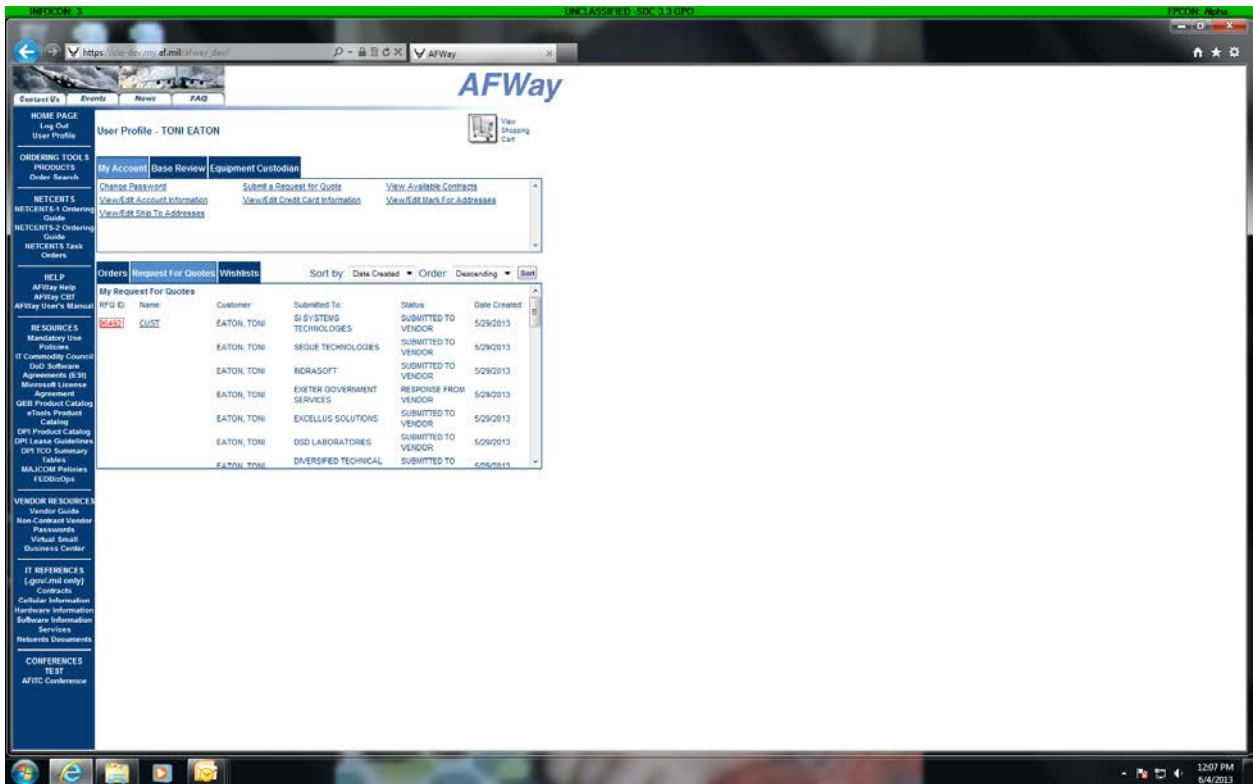 INFOCON: 3
UNCLASSIFIED -SDC 3.3 GPO
FPCON: Alpha
https://cia-dev.my.af.mil/afway_dev/
AFWay
AFWay
Contact Us
Events
News
FAQ
HOME PAGE
Log Out
User Profile
ORDERING TOOLS
PRODUCTS
Order Search
NETCENTS
NETCENTS-1 Ordering
Guide
NETCENTS-2 Ordering
Guide
NETCENTS Task
Orders
HELP
AFWay Help
AFWay CBT
AFWay User's Manual
RESOURCES
Mandatory Use
Policies
IT Commodity Council
DoD Software
Agreements (ESI)
Microsoft License
Agreement
QEB Product Catalog
eTools Product
Catalog
DPI Product Catalog
DPI Lease Guidelines
DPI TCO Summary
Tables
MAJCOM Policies
FEDBizOps
VENDOR RESOURCES
Vendor Guide
Non-Contract Vendor
Passwords
Virtual Small
Business Center
IT REFERENCES
(.gov/.mil only)
Contracts
Cellular Information
Hardware Information
Software Information
Services
Netcents Documents
CONFERENCES
TEST
AFITC Conference
User Profile - TONI EATON
View
Shopping
Cart
My Account Base Review Equipment Custodian
Change Password Submit a Request for Quote View Available Contracts
View/Edit Account Information View/Edit Credit Card Information View/Edit Mark For Addresses
View/Edit Ship To Addresses
Orders Request For Quotes Wishlists Sort by: Date Created Order: Descending Sort
My Request For Quotes
RFQ ID: Name: Customer: Submitted To: Status: Date Created:
CUST EATON, TONI SI SYSTEMS TECHNOLOGIES SUBMITTED TO VENDOR 5/29/2013
EATON, TONI SEGUE TECHNOLOGIES SUBMITTED TO VENDOR 5/29/2013
EATON, TONI INDRASOFT SUBMITTED TO VENDOR 5/29/2013
EATON, TONI EXETER GOVERNMENT SERVICES RESPONSE FROM VENDOR 5/29/2013
EATON, TONI EXCELLUS SOLUTIONS SUBMITTED TO VENDOR 5/29/2013
EATON, TONI DSD LABORATORIES SUBMITTED TO VENDOR 5/29/2013
EATON, TONI DIVERSIFIED TECHNICAL SUBMITTED TO 5/29/2013
12:07 PM
6/4/2013